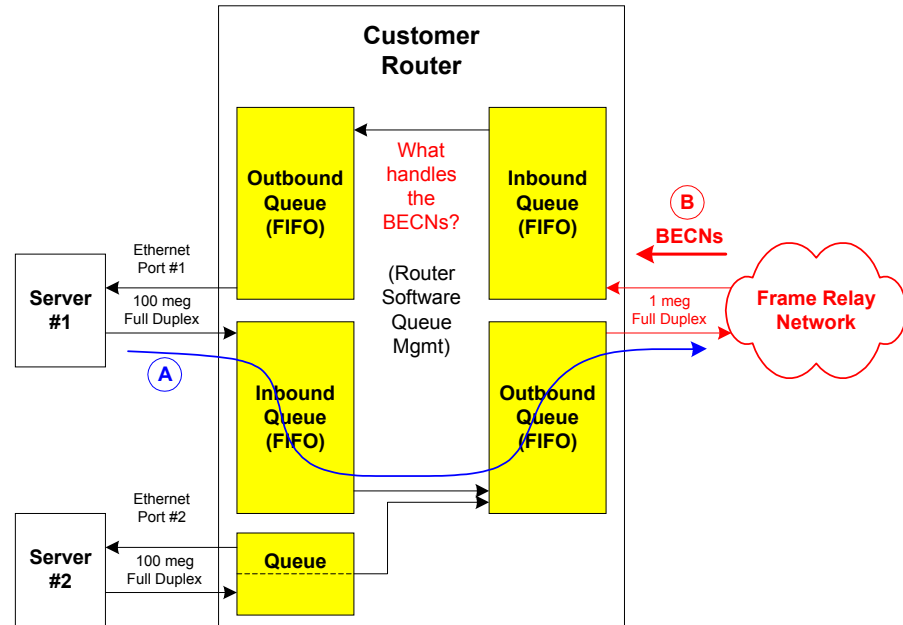 Customer
Router
Outbound
Queue
(FIFO)
What
handles
the
BECNs?
(Router
Software
Queue
Mgmt)
Inbound
Queue
(FIFO)
B
BECNs
Ethernet
Port #1
100 meg
Full Duplex
Server
#1
1 meg
Full Duplex
Frame Relay
Network
A
Inbound
Queue
(FIFO)
Outbound
Queue
(FIFO)
Ethernet
Port #2
100 meg
Full Duplex
Server
#2
Queue